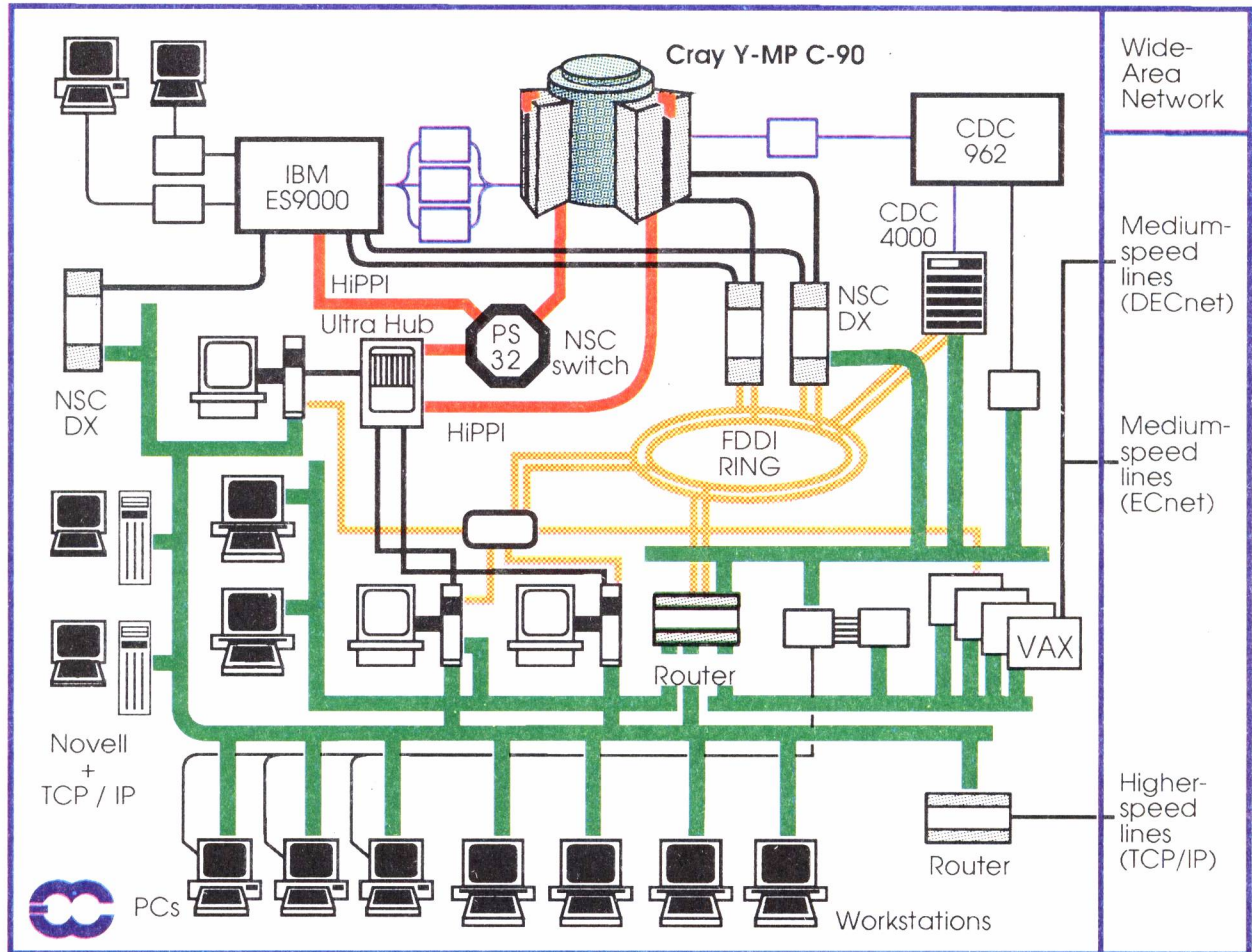 Cray Y-MP C-90
Wide-
Area
Network
IBM
ES9000
CDC
962
CDC
4000
Medium-
speed
lines
(DECnet)
HiPPI
Ultra Hub
PS
32
NSC
switch
NSC
DX
NSC
DX
HiPPI
FDDI
RING
Medium-
speed
lines
(ECnet)
VAX
Router
Novell
+
TCP / IP
Higher-
speed
lines
(TCP/IP)
Router
PCs
Workstations